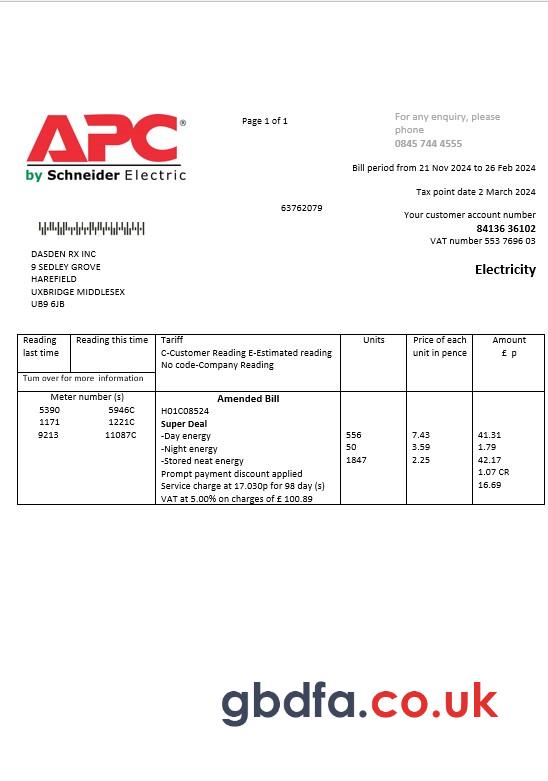 APC®
by Schneider Electric
Page 1 of 1
For any enquiry, please
phone
0845 744 4555
Bill period from 21 Nov 2024 to 26 Feb 2024
Tax point date 2 March 2024
63762079
Your customer account number
84136 36102
VAT number 553 7696 03
Electricity
DASDEN RX INC
9 SEDLEY GROVE
HAREFIELD
UXBRIDGE MIDDLESEX
UB9 6JB
Reading last time Reading this time Tariff Units Price of each unit in pence Amount £ p
C-Customer Reading E-Estimated reading
No code-Company Reading
Tum over for more information
Meter number (s) Amended Bill
5390 5946C H01C08524
1171 1221C Super Deal
9213 11087C -Day energy 556 7.43 41.31
-Night energy 50 3.59 1.79
-Stored neat energy 1847 2.25 42.17
Prompt payment discount applied 1.07 CR
Service charge at 17.030p for 98 day (s) 16.69
VAT at 5.00% on charges of £ 100.89
gbdfa.co.uk